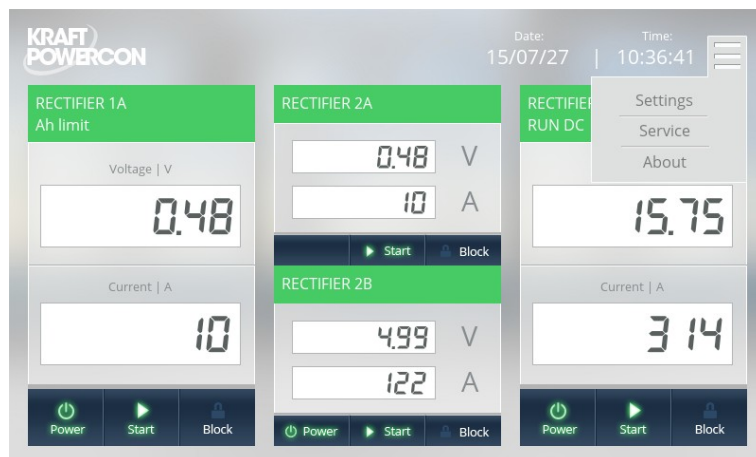 KRAFT
POWERCON
Date:
15/07/27
|
Time:
10:36:41
Settings
Service
About
RECTIFIER 1A
Ah limit
Voltage | V
0.48
Current | A
10
Power
Start
Block
RECTIFIER 2A
0.48 V
10 A
Start
Block
RECTIFIER 2B
4.99 V
122 A
Power
Start
Block
RUN DC
15.75
Current | A
314
Power
Start
Block